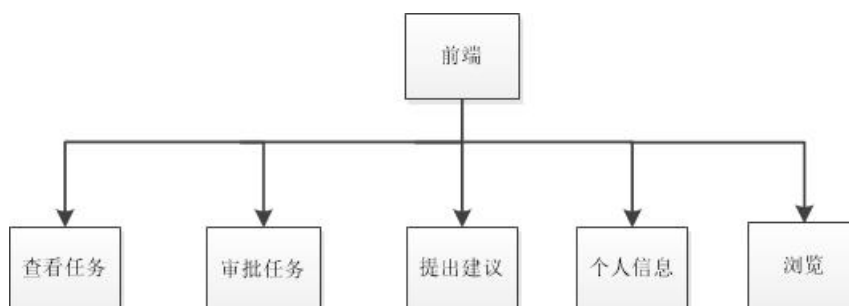 前端
查看任务
审批任务
提出建议
个人信息
浏览